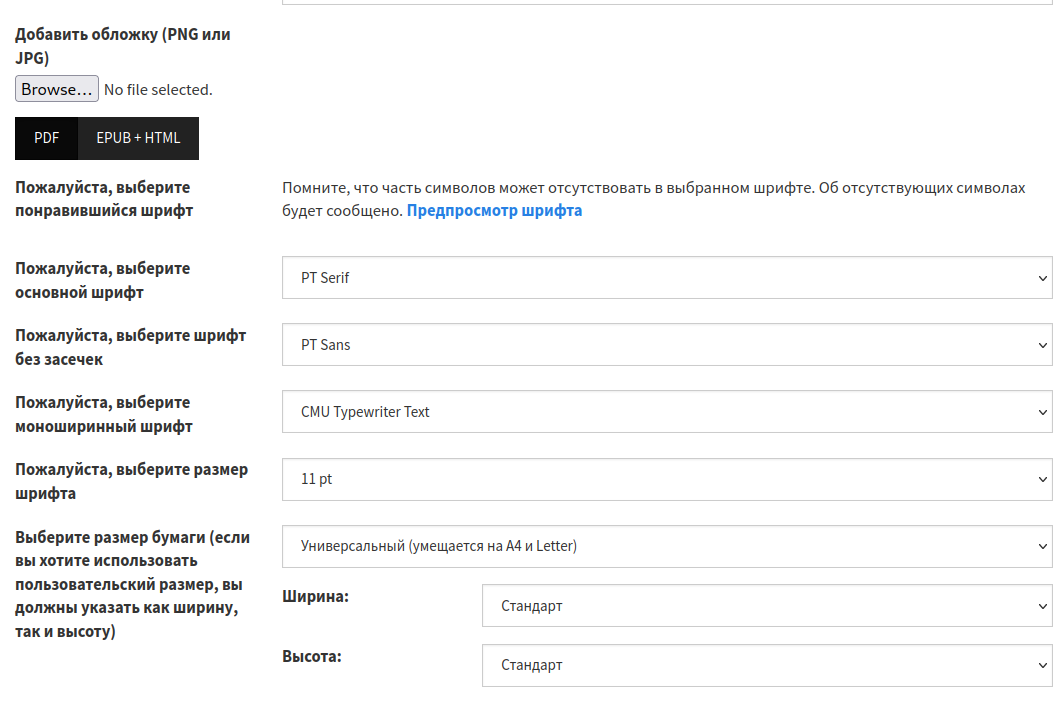 Добавить обложку (PNG или
JPG)
Browse... No file selected.
PDF EPUB + HTML
Пожалуйста, выберите
понравившийся шрифт
Помните, что часть символов может отсутствовать в выбранном шрифте. Об отсутствующих символах
будет сообщено. Предпросмотр шрифта
Пожалуйста, выберите
основной шрифт
PT Serif
Пожалуйста, выберите шрифт
без засечек
PT Sans
Пожалуйста, выберите
моноширинный шрифт
CMU Typewriter Text
Пожалуйста, выберите размер
шрифта
11 pt
Выберите размер бумаги (если
вы хотите использовать
пользовательский размер, вы
должны указать как ширину,
так и высоту)
Универсальный (умещается на A4 и Letter)
Ширина:
Стандарт
Высота:
Стандарт